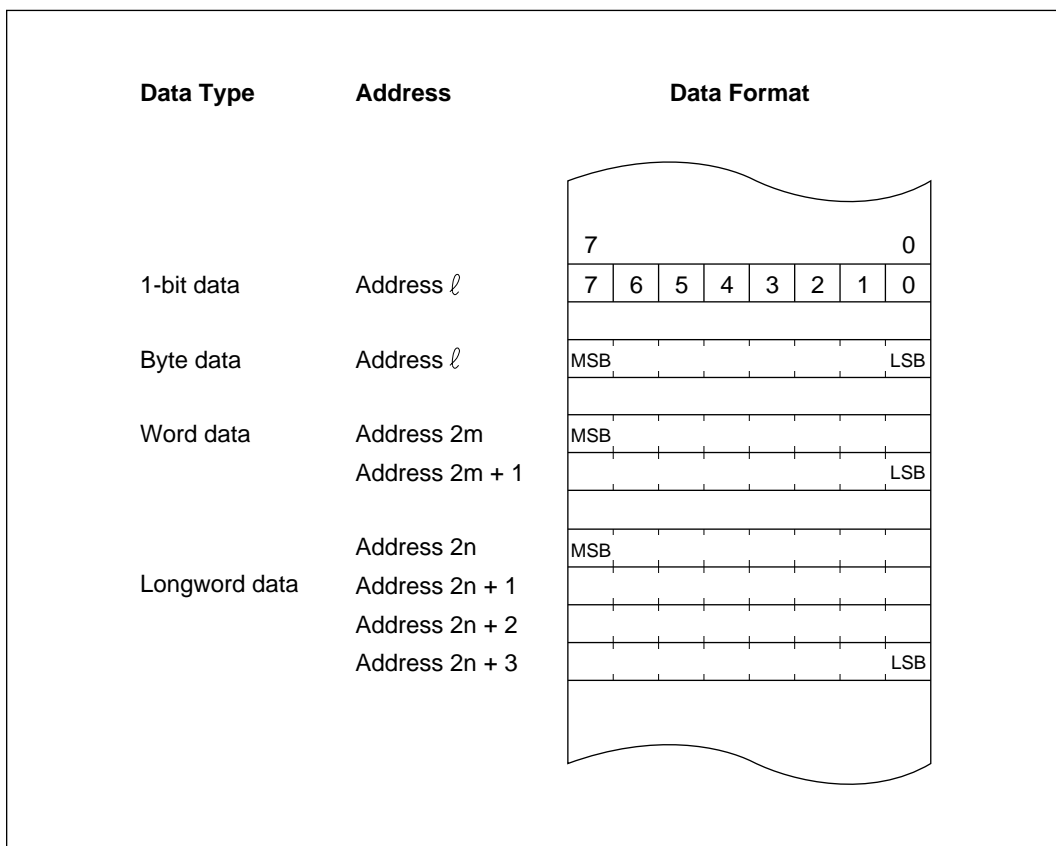 Data Type Address Data Format
7 0
1-bit data Address ℓ 7 6 5 4 3 2 1 0
Byte data Address ℓ MSB LSB
Word data Address 2m MSB
Address 2m + 1 LSB
Address 2n MSB
Longword data Address 2n + 1
Address 2n + 2
Address 2n + 3 LSB